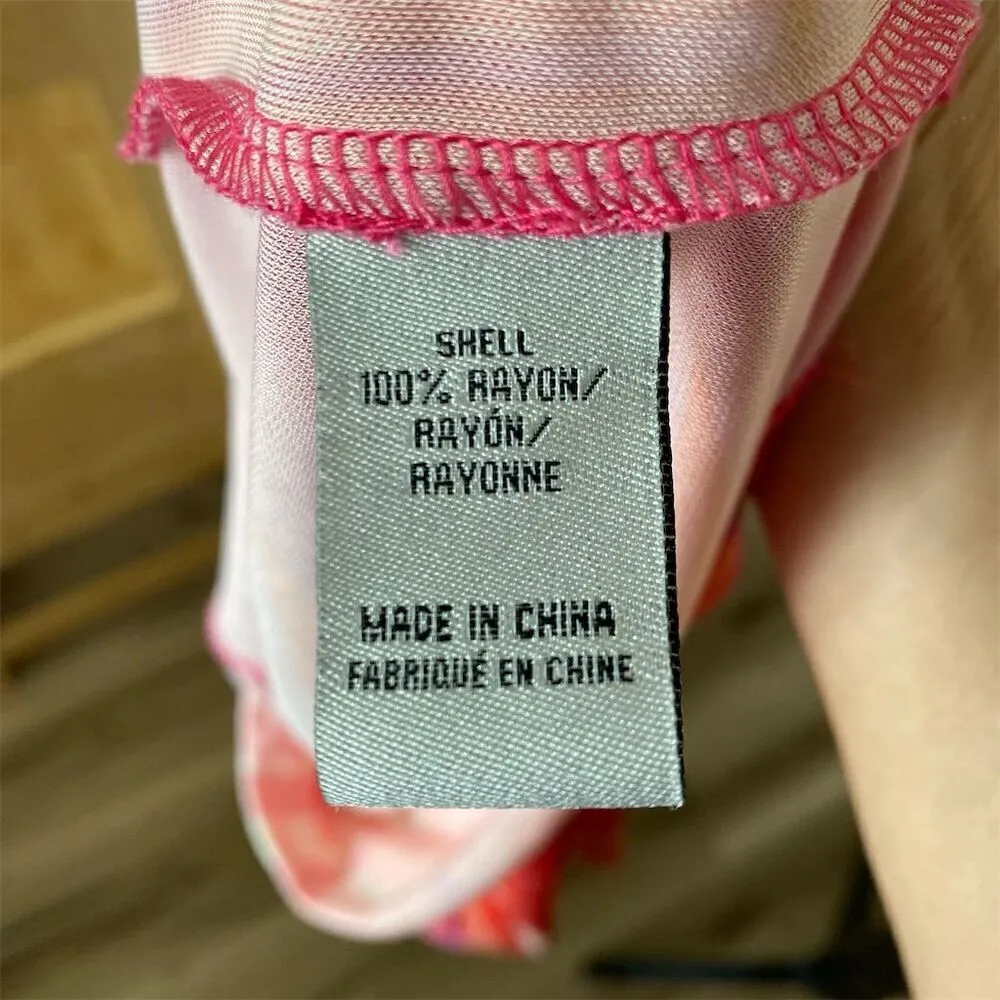 SHELL
100% RAYON/
RAYÓN/
RAYONNE
MADE IN CHINA
FABRIQUÉ EN CHINE